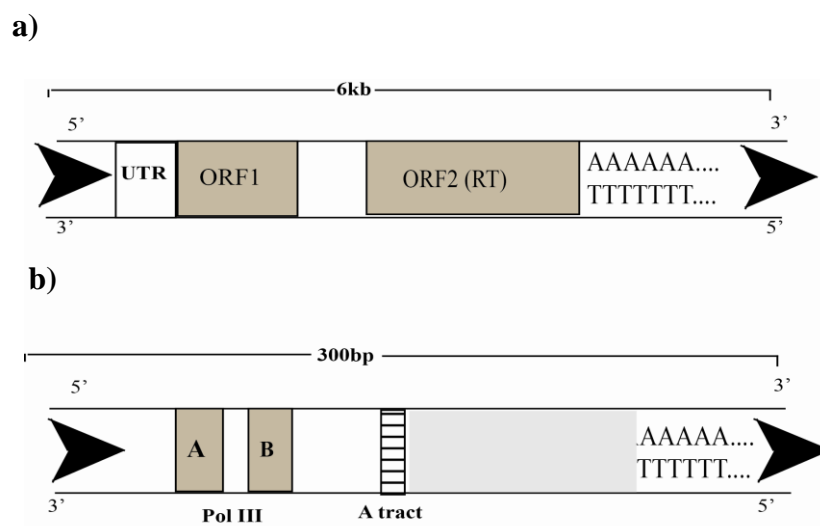 a)
6kb
5’ 3’
UTR ORF1 ORF2 (RT) AAAAAA....
TTTTTTT....
3’ 5’
b)
300bp
5’ 3’
A B AAAAA....
TTTTTT....
3’ 5’
Pol III A tract